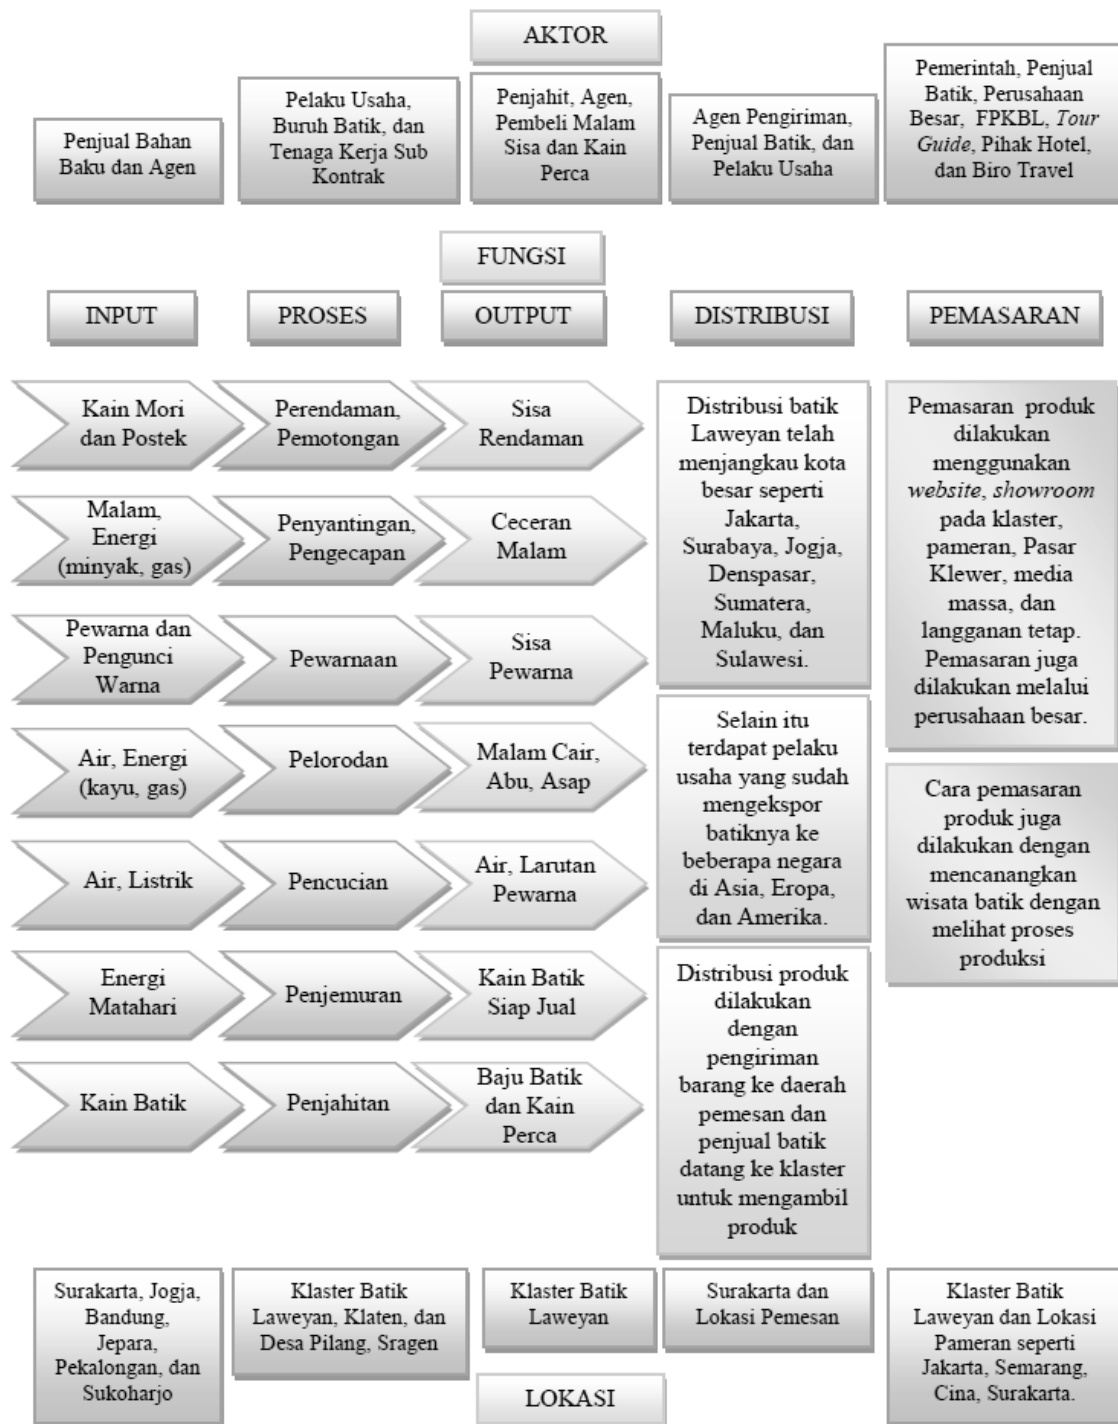 AKTOR
Penjual Bahan
Baku dan Agen
Pelaku Usaha,
Buruh Batik, dan
Tenaga Kerja Sub
Kontrak
Penjahit, Agen,
Pembeli Malam
Sisa dan Kain
Perca
Agen Pengiriman,
Penjual Batik, dan
Pelaku Usaha
Pemerintah, Penjual
Batik, Perusahaan
Besar, FPKBL, Tour
Guide, Pihak Hotel,
dan Biro Travel
FUNGSI
INPUT
PROSES
OUTPUT
DISTRIBUSI
PEMASARAN
Kain Mori
dan Postek
Perendaman,
Pemotongan
Sisa
Rendaman
Malam,
Energi
(minyak, gas)
Penyantingan,
Pengecapan
Ceceran
Malam
Pewarna dan
Pengunci
Warna
Pewarnaan
Sisa
Pewarna
Air, Energi
(kayu, gas)
Pelorodan
Malam Cair,
Abu, Asap
Air, Listrik
Pencucian
Air, Larutan
Pewarna
Energi
Matahari
Penjemuran
Kain Batik
Siap Jual
Kain Batik
Penjahitan
Baju Batik
dan Kain
Perca
Distribusi batik
Laweyan telah
menjangkau kota
besar seperti
Jakarta,
Surabaya, Jogja,
Denspasar,
Sumatera,
Maluku, dan
Sulawesi.
Selain itu
terdapat pelaku
usaha yang sudah
mengekspor
batiknya ke
beberapa negara
di Asia, Eropa,
dan Amerika.
Distribusi produk
dilakukan
dengan
pengiriman
barang ke daerah
pemesan dan
penjual batik
datang ke klaster
untuk mengambil
produk
Pemasaran produk
dilakukan
menggunakan
website, showroom
pada klaster,
pameran, Pasar
Klewer, media
massa, dan
langganan tetap.
Pemasaran juga
dilakukan melalui
perusahaan besar.
Cara pemasaran
produk juga
dilakukan dengan
mencanangkan
wisata batik dengan
melihat proses
produksi
Surakarta, Jogja,
Bandung,
Jepara,
Pekalongan, dan
Sukoharjo
Klaster Batik
Laweyan, Klaten, dan
Desa Pilang, Sragen
Klaster Batik
Laweyan
Surakarta dan
Lokasi Pemesan
Klaster Batik
Laweyan dan Lokasi
Pameran seperti
Jakarta, Semarang,
Cina, Surakarta.
LOKASI